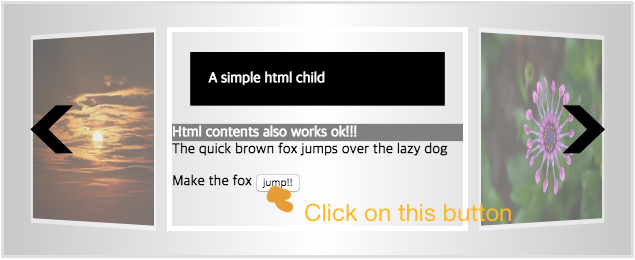 A simple html child
Html contents also works ok!!!
The quick brown fox jumps over the lazy dog
Make the fox jump!!
Click on this button